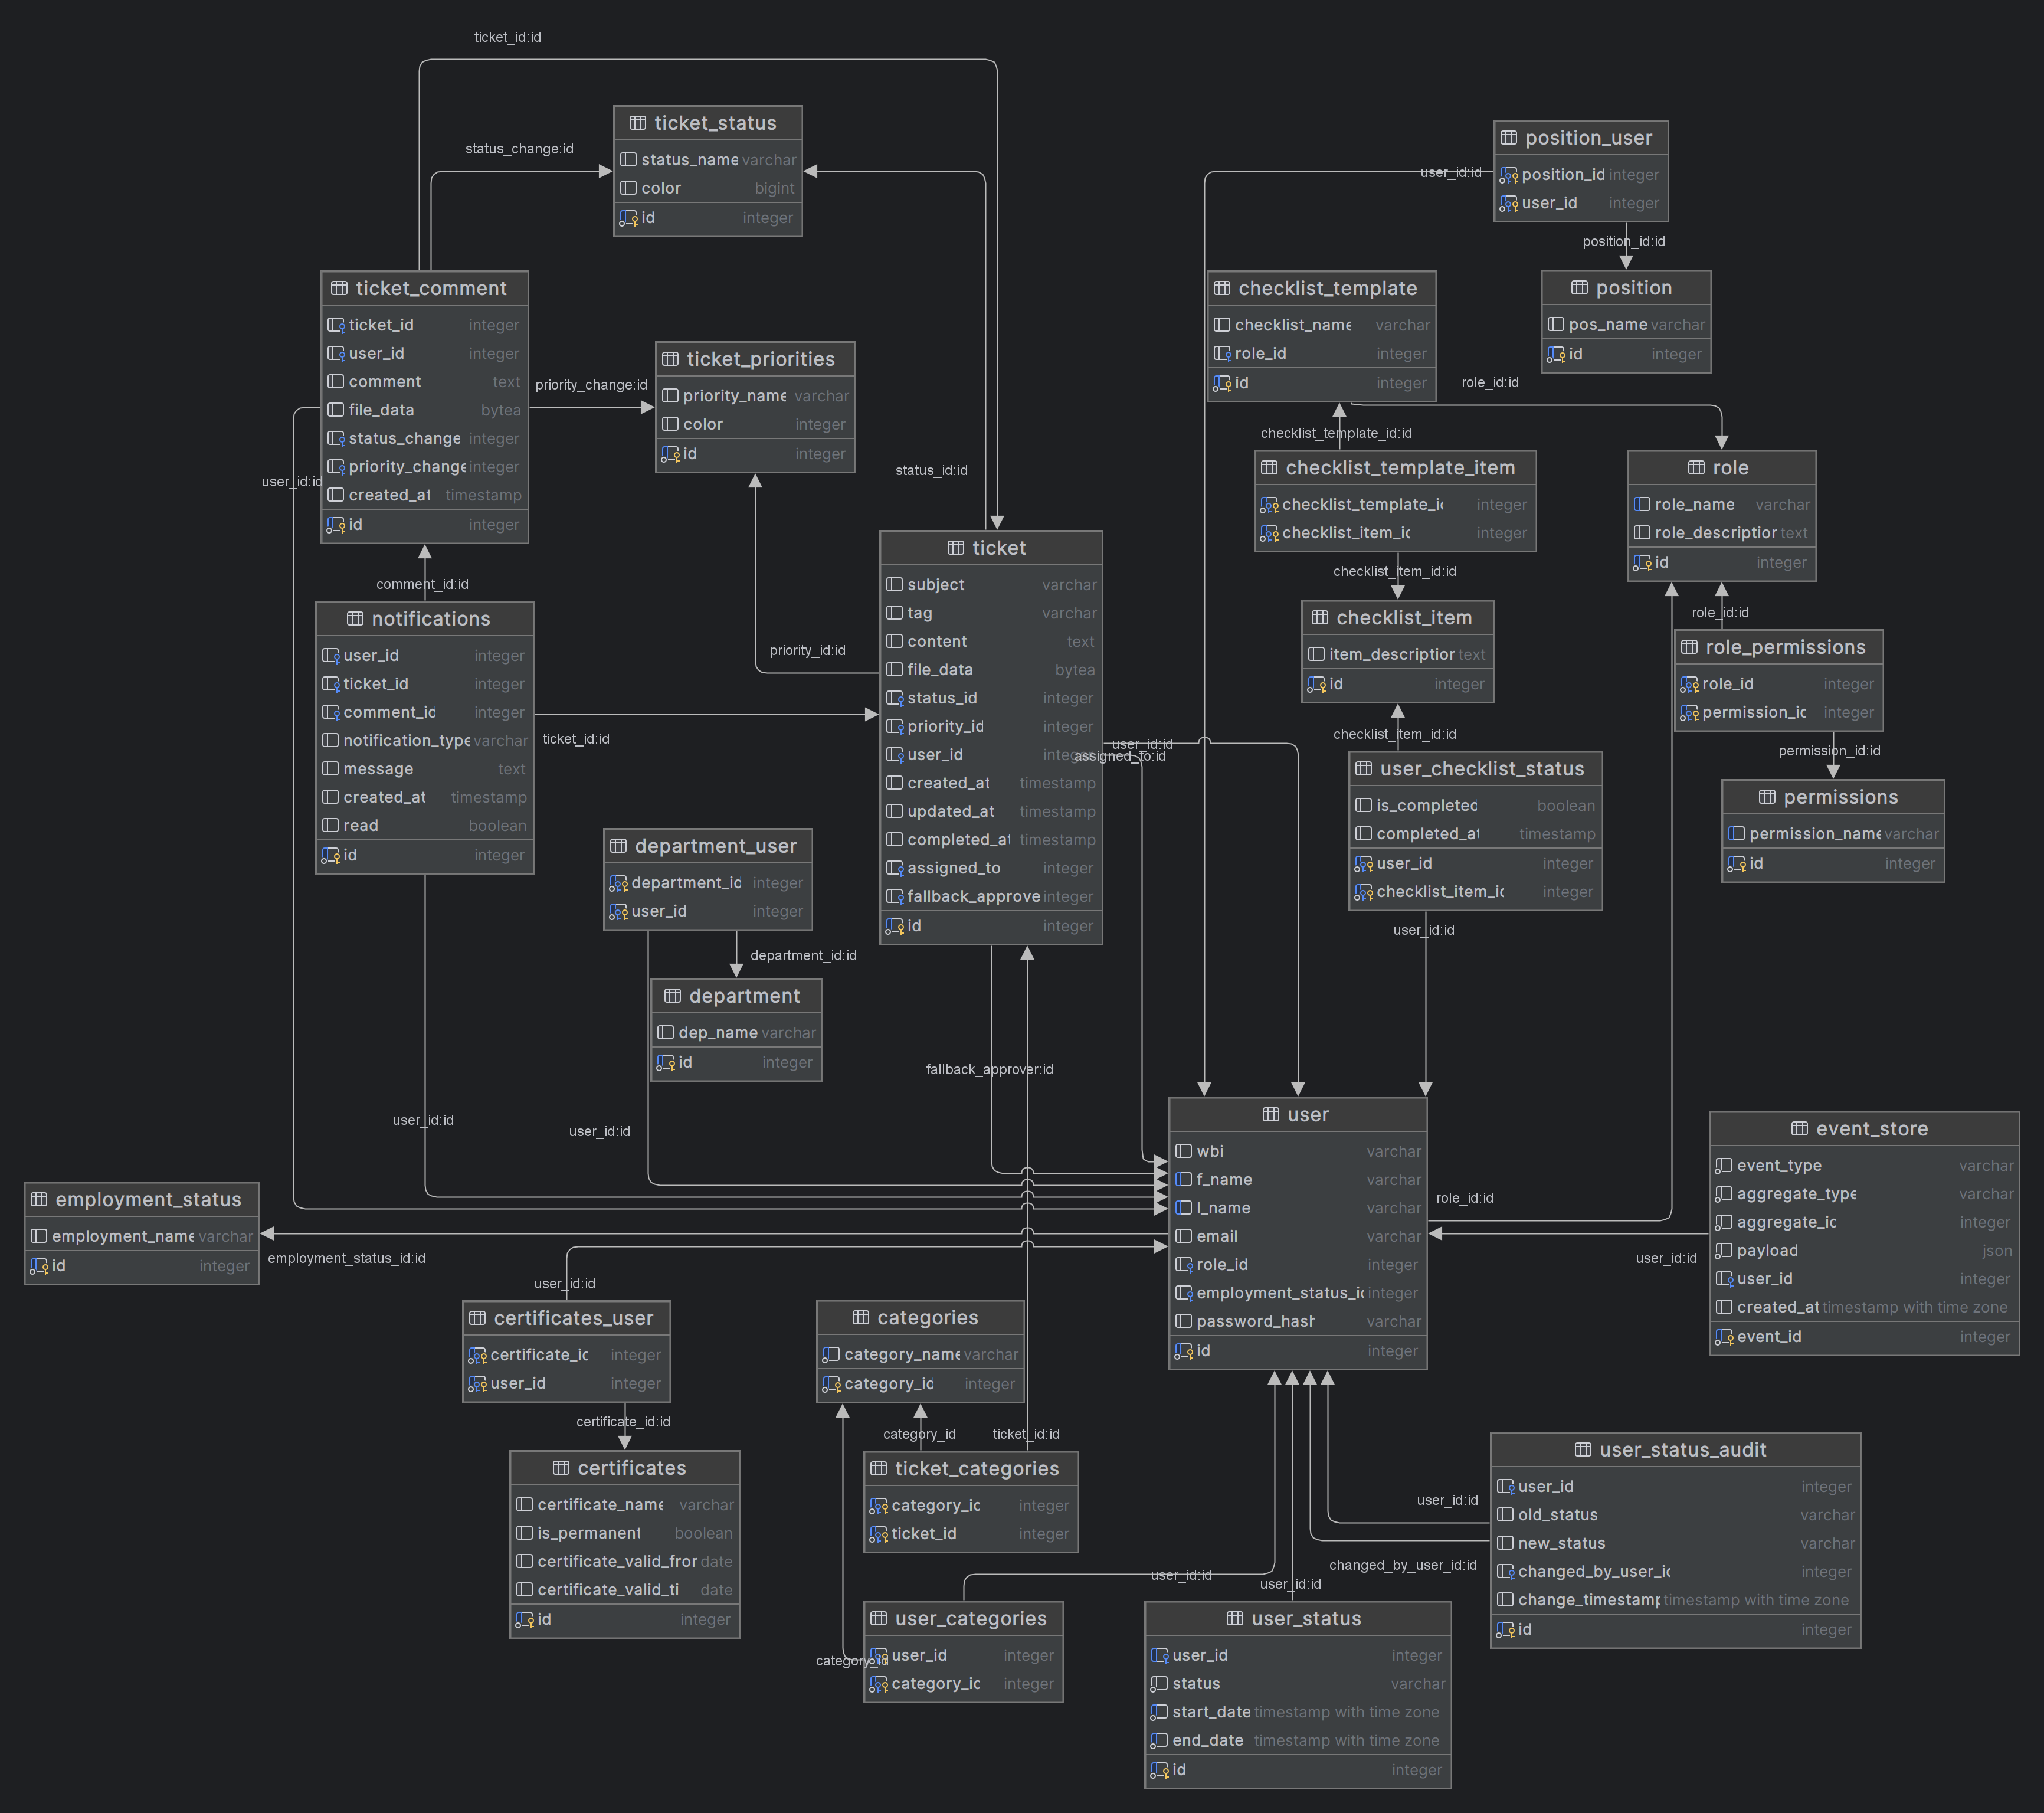 ticket_id:id
ticket_status
status_name varchar
color bigint
id integer
status_change:id
position_user
position_id integer
user_id integer
user_id:id
position_id:id
position
pos_name varchar
id integer
ticket_comment
ticket_id integer
user_id integer
comment text
file_data bytea
status_change integer
priority_change integer
created_at timestamp
id integer
checklist_template
checklist_name varchar
role_id integer
id integer
ticket_priorities
priority_name varchar
color integer
id integer
priority_change:id
role_id:id
checklist_template_id:id
user_id:id
status_id:id
checklist_template_item
checklist_template_ic integer
checklist_item_ic integer
role
role_name varchar
role_description text
id integer
ticket
subject varchar
tag varchar
content text
file_data bytea
status_id integer
priority_id integer
user_id integer
created_at timestamp
updated_at timestamp
completed_at timestamp
assigned_to integer
fallback_approve integer
id integer
comment_id:id
checklist_item_id:id
notifications
user_id integer
ticket_id integer
comment_id integer
notification_type varchar
message text
created_at timestamp
read boolean
id integer
checklist_item
item_description text
id integer
role_id:id
role_permissions
role_id integer
permission_ic integer
priority_id:id
ticket_id:id
user_id:id
assigned_to:id
checklist_item_id:id
permission_id:id
user_checklist_status
is_completed boolean
completed_at timestamp
user_id integer
checklist_item_ic integer
permissions
permission_name varchar
id integer
department_user
department_id integer
user_id integer
department_id:id
user_id:id
department
dep_name varchar
id integer
fallback_approver:id
user_id:id
user_id:id
user
wbi varchar
f_name varchar
l_name varchar
email varchar
role_id integer
employment_status_ic integer
password_hash varchar
id integer
event_store
event_type varchar
aggregate_type varchar
aggregate_ic integer
payload json
user_id integer
created_at timestamp with time zone
event_id integer
employment_status
employment_name varchar
id integer
employment_status_id:id
role_id:id
user_id:id
user_id:id
certificates_user
certificate_ic integer
user_id integer
categories
category_name varchar
category_ic integer
certificate_id:id
category_id
ticket_id:id
certificates
certificate_name varchar
is_permanent boolean
certificate_valid_fror date
certificate_valid_ti date
id integer
ticket_categories
category_ic integer
ticket_id integer
user_status_audit
user_id integer
old_status varchar
new_status varchar
changed_by_user_ic integer
change_timestamp timestamp with time zone
id integer
user_id:id
changed_by_user_id:id
user_id:id
user_id:id
user_categories
user_id integer
category_ic integer
category_id
user_status
user_id integer
status varchar
start_date timestamp with time zone
end_date timestamp with time zone
id integer